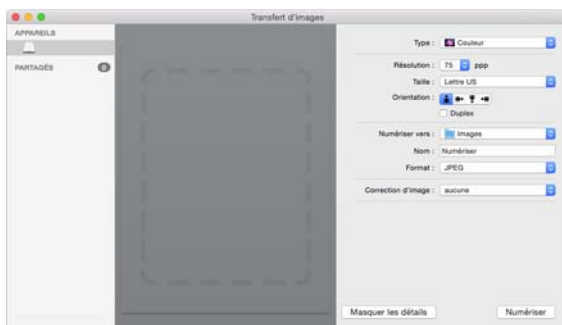 Transfert d'images
APPAREILS
PARTAGÉS 0
Type : Couleur
Résolution : 75 ppp
Taille : Lettre US
Orientation :
Duplex
Numériser vers : Images
Nom : Numériser
Format : JPEG
Correction d'image : aucune
Masquer les détails Numériser